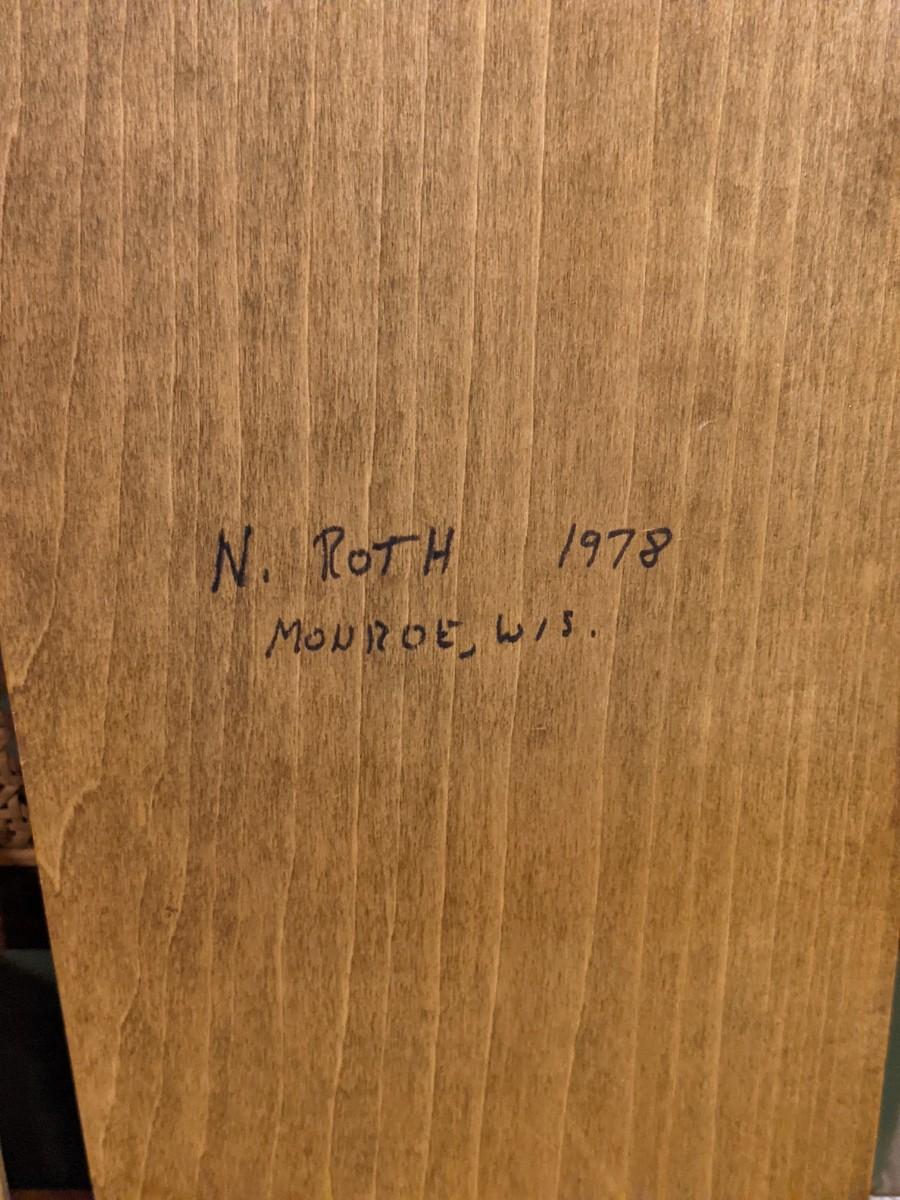 N. ROTH 1978
MONROE, WIS.